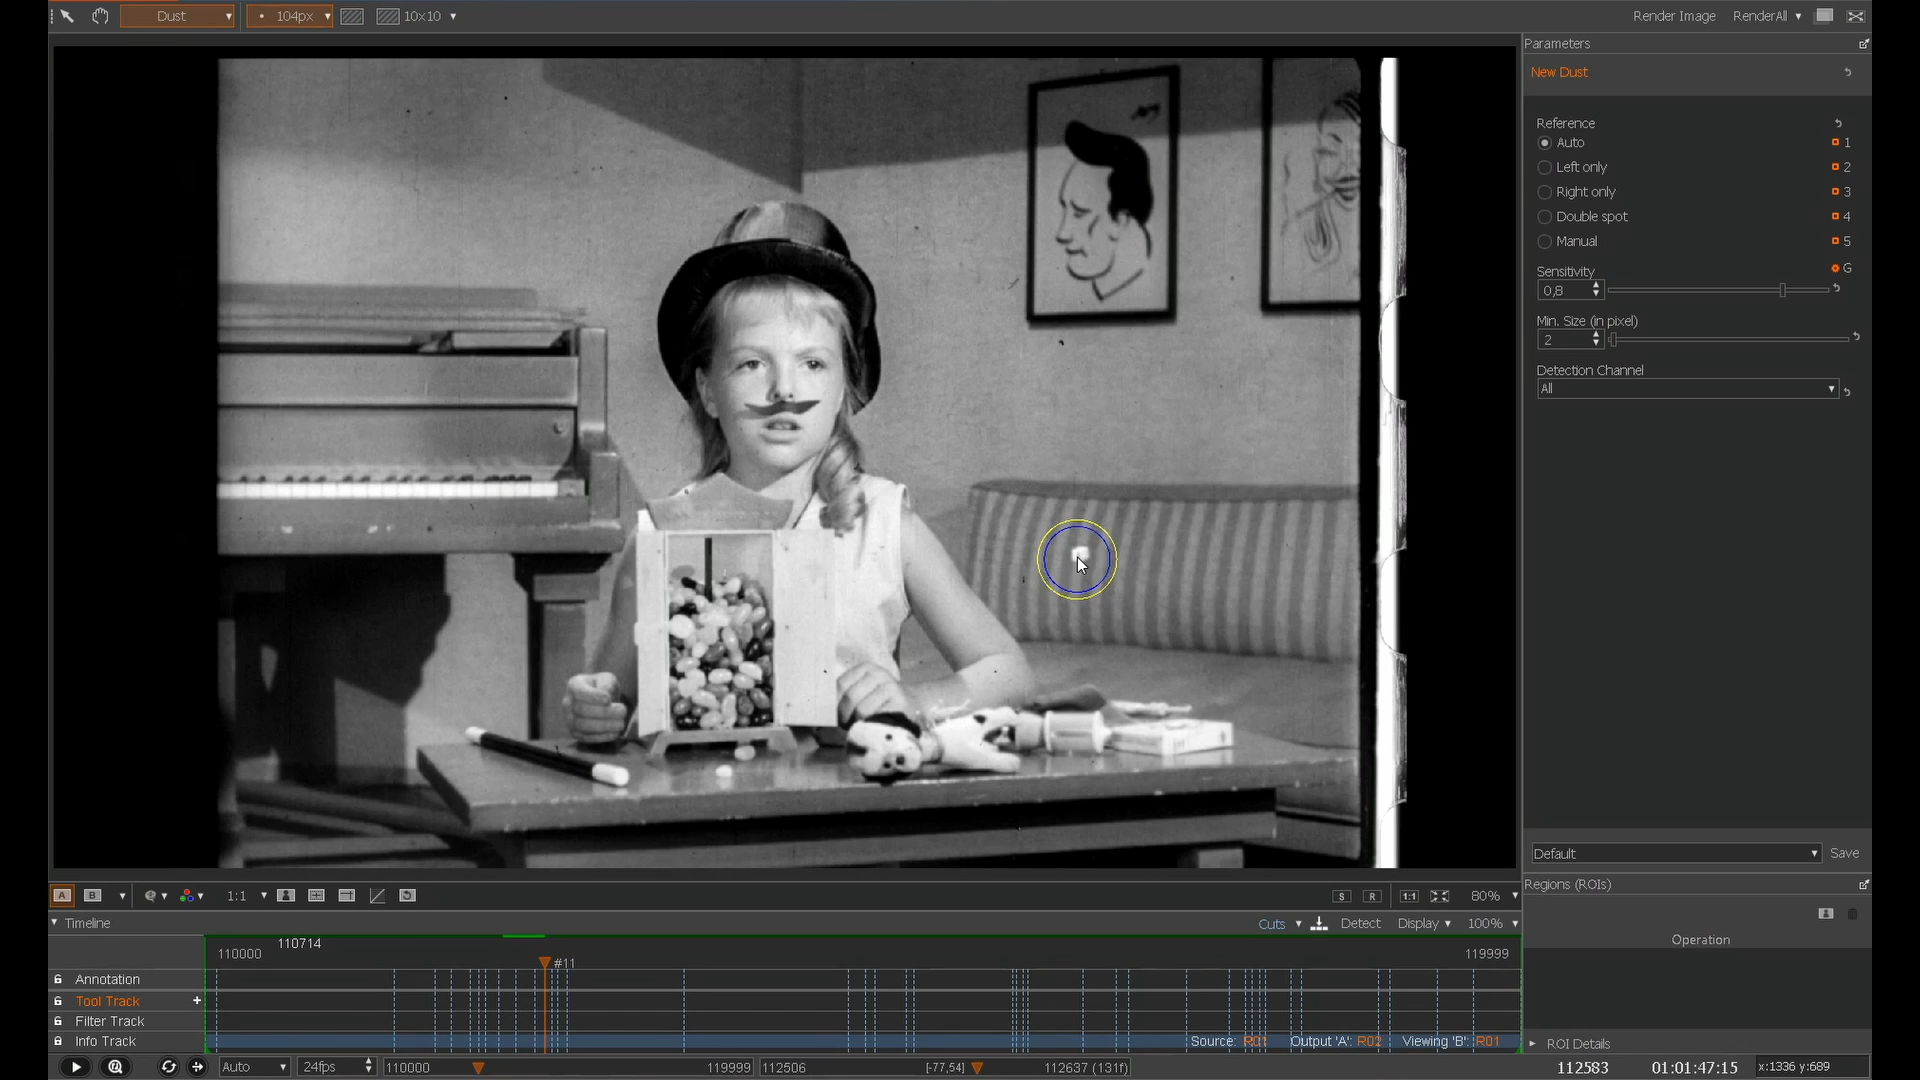 Dust 104px 10x10 Render Image RenderAll
Parameters
New Dust
Reference
Auto 1
Left only 2
Right only 3
Double spot 4
Manual 5
Sensitivity G
0,8
Min. Size (in pixel)
2
Detection Channel
All
Default Save
Regions (ROIs)
Operation
ROI Details
A B 1:1 S R 1:1 80%
Timeline Cuts Detect Display 100%
110714
110000 119999
#11
Annotation
Tool Track +
Filter Track
Info Track Source: R01 Output 'A': R02 Viewing 'B': R01
Auto 24fps 110000 119999 112506 [-77,54] 112637 (131f) 112583 01:01:47:15 x:1336 y:689